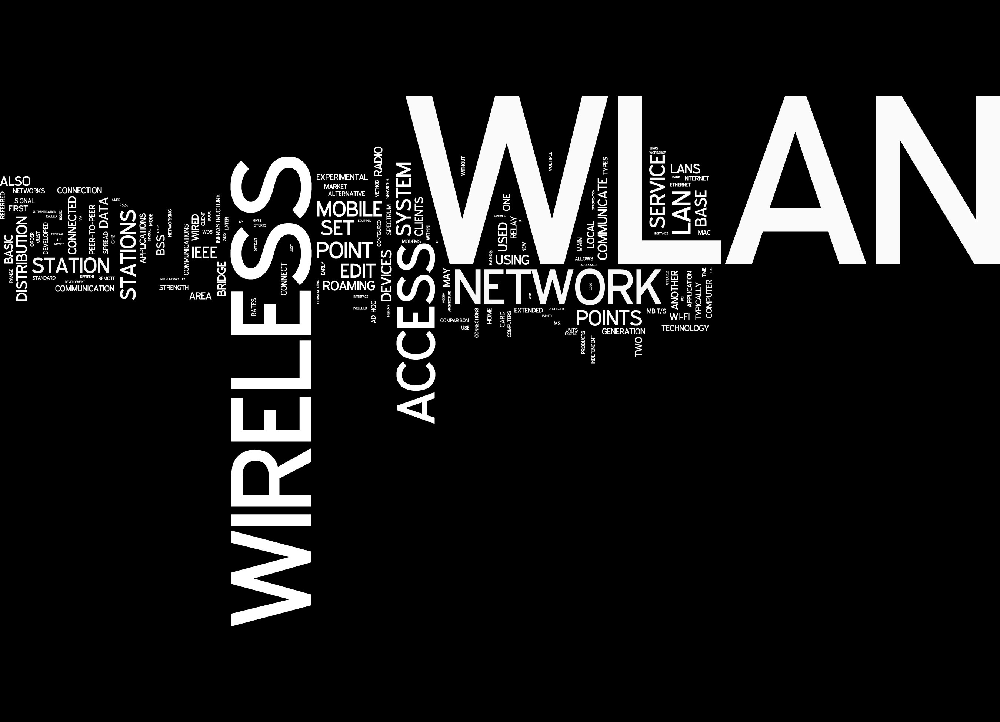 WLAN
WIRELESS
NETWORK
ACCESS
ALSO
NETWORKS
CONNECTION
REFERRED
SIGNAL
FIRST
AUTHENTICATION
CALLED
802.11G
CONNECTED
VIA
PEER-TO-PEER
DATA
AIMED
ESS
STATIONS
BASIC
DISTRIBUTION
ORDER
MUST
DEVELOPED
CENTRAL
DS
MOVES
SPREAD
GHZ
APPLICATIONS
MODE
SEVERAL
FIXED
BSS
NETWORKING
STATION
RANGE
STANDARD
DIFFERENT
REMOTE
DEVELOPMENT
COMMUNICATION
INTEROPERABILITY
STRENGTH
COMMUNICATIONS
WIRED
CLIENT
IBSS
WDS
INFRASTRUCTURE
EVERY
LATER
IEEE
BRIDGE
AREA
AP
GIVES
EFFORTS
DIFFICULT
JUST
CONNECT
RATES
EXPERIMENTAL
MARKET
ALTERNATIVE
METHOD
RADIO
SERVICES
MOBILE
SET
EQUIPPED
CONFIGURED
SPECTRUM
SYSTEM
CLIENTS
WITHIN
MODEMS
ID
POINT
EDIT
EARLY
ROAMING
COMMUNICATING
INTERFACE
INCLUDED
AD-HOC
DEVICES
HISTORY
WITHOUT
MULTIPLE
ONE
PROVIDE
USED
RELAY
IP
NEW
BANDS
USING
TYPES
SPECIFICATION
COMMUNICATE
LOCAL
MAIN
ALLOWS
ADDRESSES
LINKS
WORKSHOP
SERVICE
INSTANCE
LANS
BAND
INTERNET
ETHERNET
LAN
BASE
MAC
MAY
MODEM
ARCHITECTURE
WEP
CODE
COMPARISON
USE
CONNECTIONS
HOME
CARD
COMPUTERS
EXTENDED
PUBLISHED
BASED
MS
UNITS
EXISTING
PRODUCTS
INDEPENDENT
POINTS
GENERATION
TWO
MBIT/S
APPEARED
ANOTHER
PCI
APPLICATION
TYPICALLY
TIME
FCC
COMPUTER
WI-FI
TECHNOLOGY